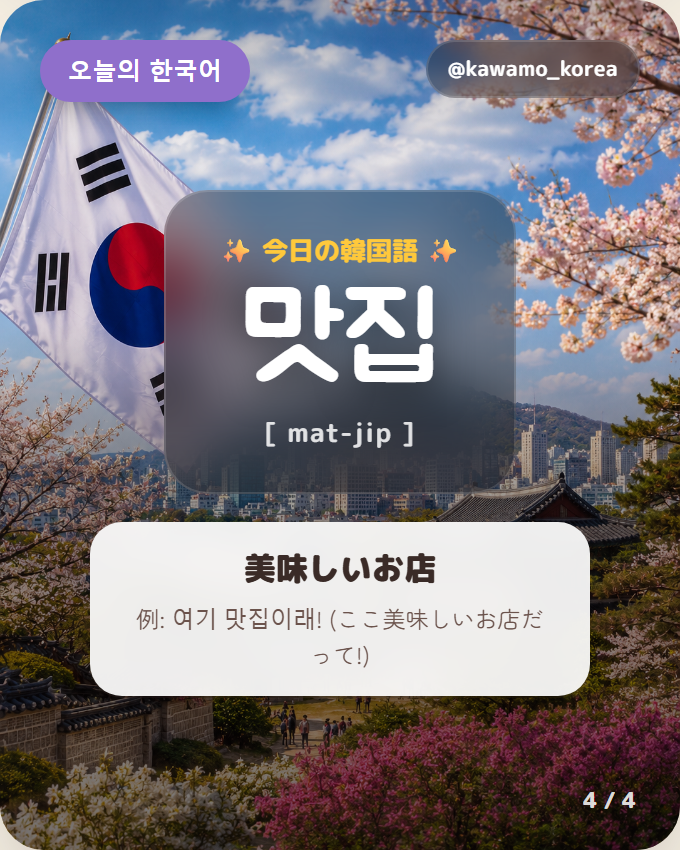 오늘의 한국어
@kawamo_korea
✨ 今日の韓国語 ✨
맛집
[ mat-jip ]
美味しいお店
例: 여기 맛집이래! (ここ美味しいお店だ
って!)
4 / 4